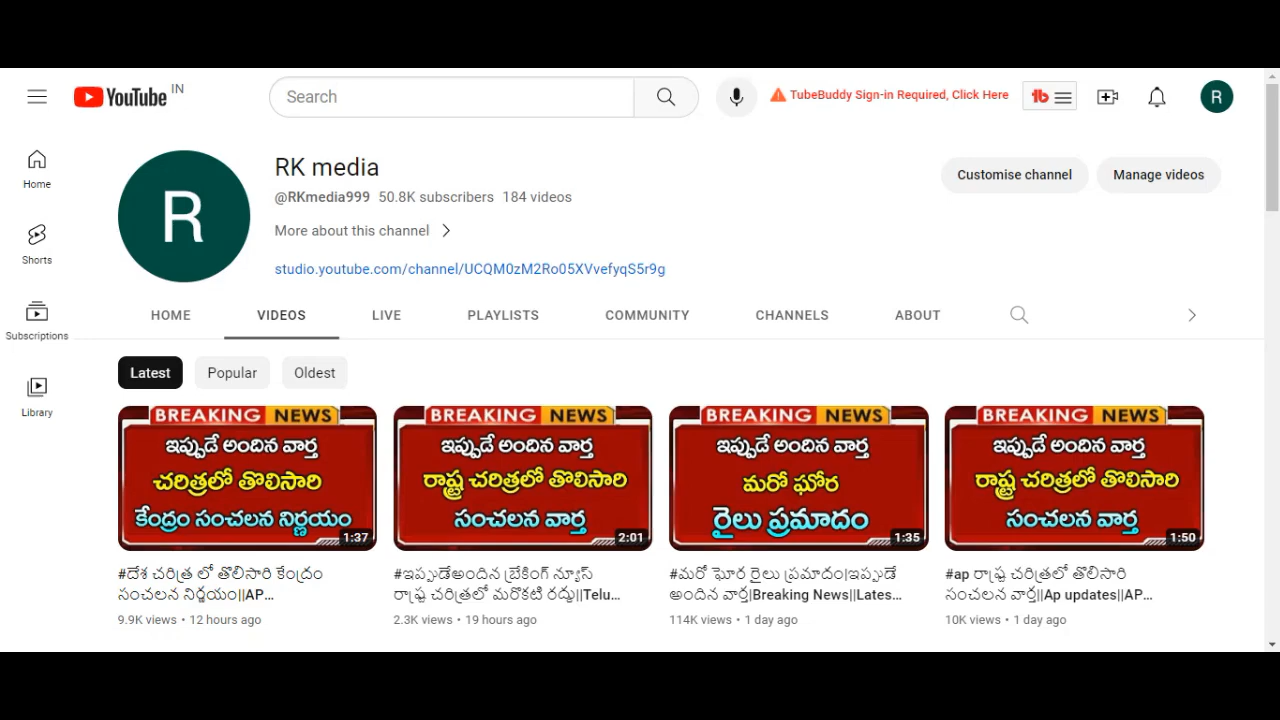 YouTube IN
Search
TubeBuddy Sign-in Required, Click Here
tb
R
Home
Shorts
Subscriptions
Library
R
RK media
@RKmedia999 50.8K subscribers 184 videos
More about this channel
studio.youtube.com/channel/UCQM0zM2Ro05XVvefyqS5r9g
Customise channel
Manage videos
HOME VIDEOS LIVE PLAYLISTS COMMUNITY CHANNELS ABOUT
Latest Popular Oldest
BREAKING NEWS
ఇప్పుడే అందిన వార్త
చరిత్రలో తొలిసారి
కేంద్రం సంచలన నిర్ణయం
1:37
#దేశ చరిత్ర లో తొలిసారి కేంద్రం
సంచలన నిర్ణయం||AP...
9.9K views • 12 hours ago
BREAKING NEWS
ఇప్పుడే అందిన వార్త
రాష్ట్ర చరిత్రలో తొలిసారి
సంచలన వార్త
2:01
#ఇప్పుడేఅందిన బ్రేకింగ్ న్యూస్
రాష్ట్ర చరిత్రలో మరొకటి రద్దు||Telu...
2.3K views • 19 hours ago
BREAKING NEWS
ఇప్పుడే అందిన వార్త
మరో ఘోర
రైలు ప్రమాదం
1:35
#మరో ఘోర రైలు ప్రమాదం|ఇప్పుడే
అందిన వార్త|Breaking News||Lates...
114K views • 1 day ago
BREAKING NEWS
ఇప్పుడే అందిన వార్త
రాష్ట్ర చరిత్రలో తొలిసారి
సంచలన వార్త
1:50
#ap రాష్ట్ర చరిత్రలో తొలిసారి
సంచలన వార్త||Ap updates||AP...
10K views • 1 day ago